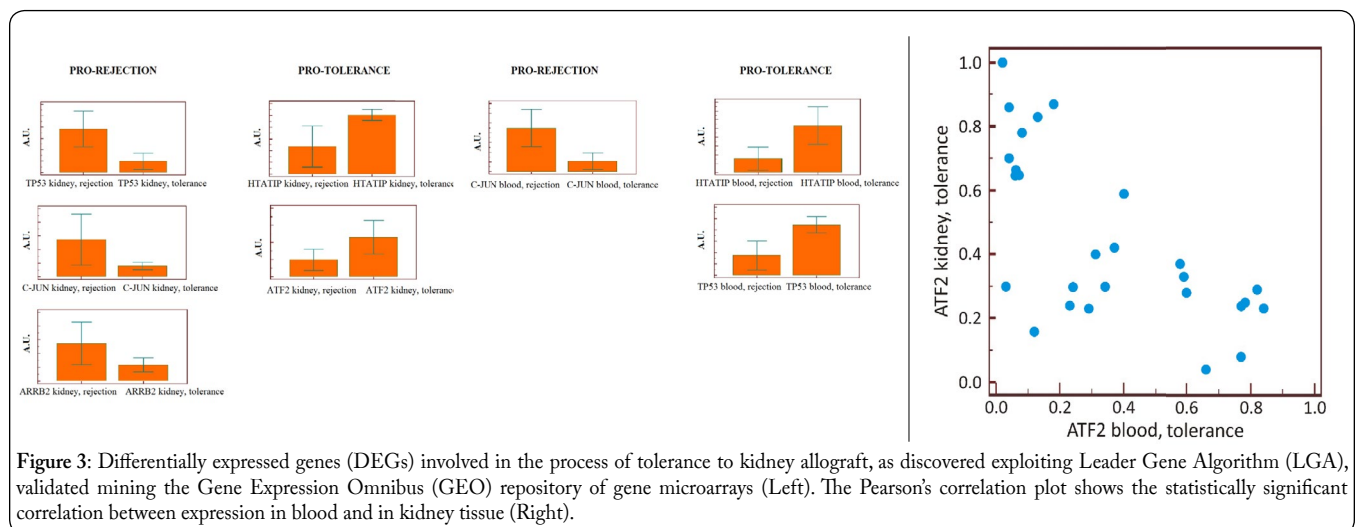 PRO-REJECTION
PRO-TOLERANCE
PRO-REJECTION
PRO-TOLERANCE
A.U.
TP53 kidney, rejection TP53 kidney, tolerance
A.U.
HTATIP kidney, rejection HTATIP kidney, tolerance
A.U.
C-JUN blood, rejection C-JUN blood, tolerance
A.U.
HTATIP blood, rejection HTATIP blood, tolerance
A.U.
C-JUN kidney, rejection C-JUN kidney, tolerance
A.U.
ATF2 kidney, rejection ATF2 kidney, tolerance
A.U.
TP53 blood, rejection TP53 blood, tolerance
A.U.
ARRB2 kidney, rejection ARRB2 kidney, tolerance
ATF2 kidney, tolerance
1.0
0.8
0.6
0.4
0.2
0.0
0.0 0.2 0.4 0.6 0.8 1.0
ATF2 blood, tolerance
Figure 3: Differentially expressed genes (DEGs) involved in the process of tolerance to kidney allograft, as discovered exploiting Leader Gene Algorithm (LGA),
validated mining the Gene Expression Omnibus (GEO) repository of gene microarrays (Left). The Pearson's correlation plot shows the statistically significant
correlation between expression in blood and in kidney tissue (Right).